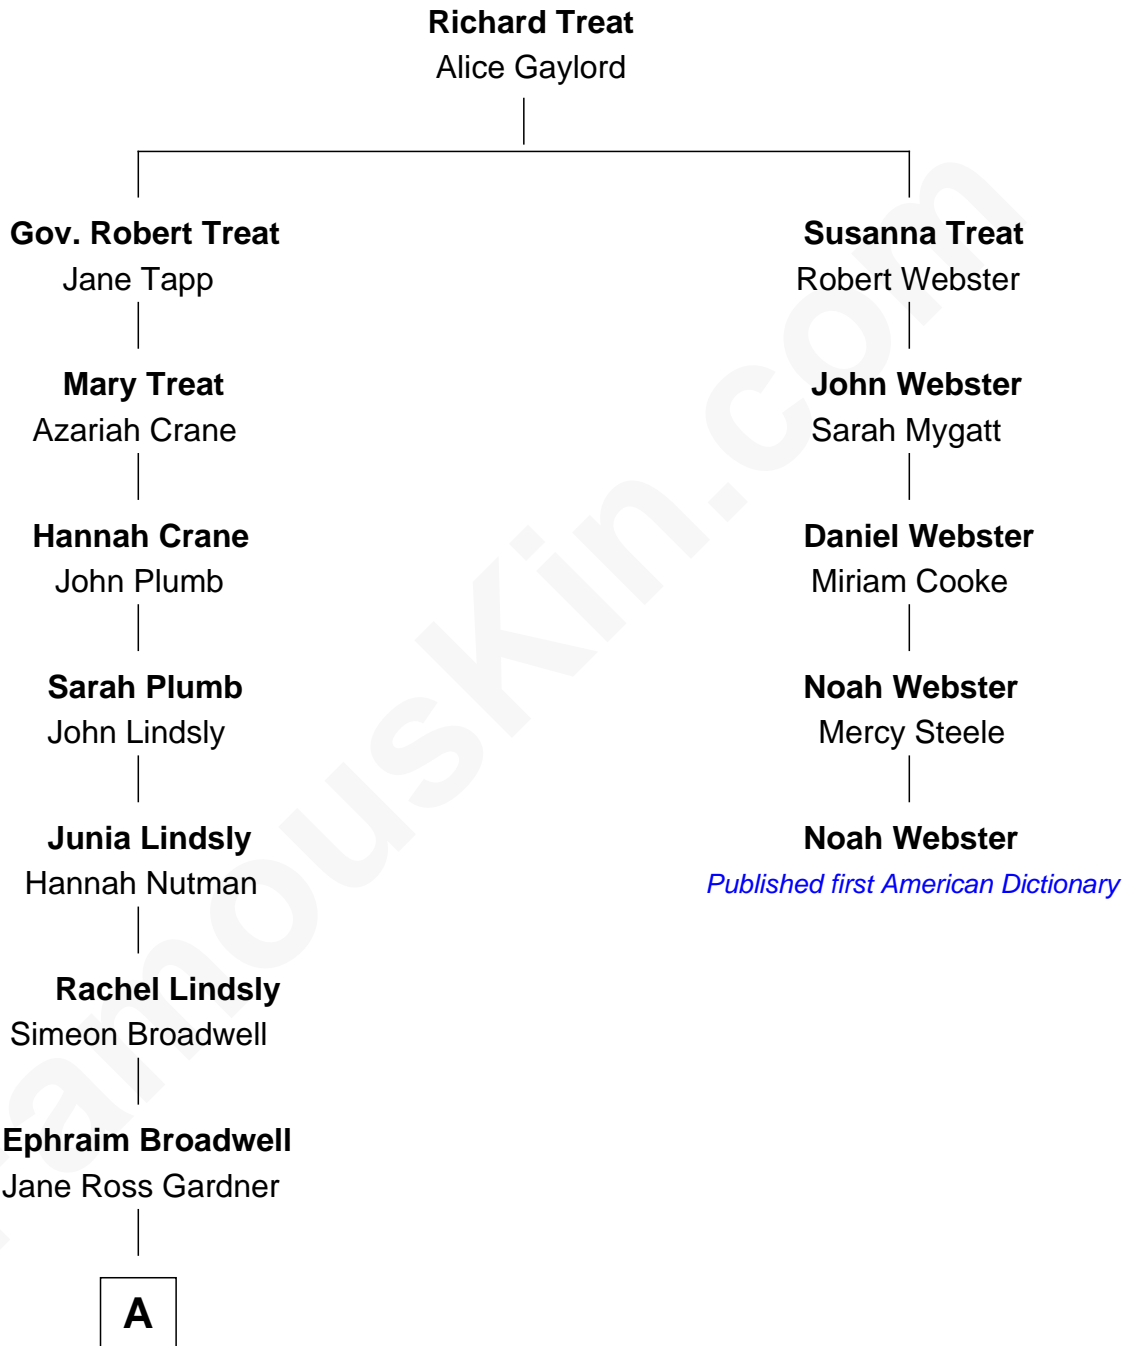 Richard Treat
Alice Gaylord
Gov. Robert Treat
Jane Tapp
Susanna Treat
Robert Webster
Mary Treat
Azariah Crane
John Webster
Sarah Mygatt
Hannah Crane
John Plumb
Daniel Webster
Miriam Cooke
Sarah Plumb
John Lindsly
Noah Webster
Mercy Steele
Junia Lindsly
Hannah Nutman
Noah Webster
Published first American Dictionary
Rachel Lindsly
Simeon Broadwell
Ephraim Broadwell
Jane Ross Gardner
A
FamousKin.com